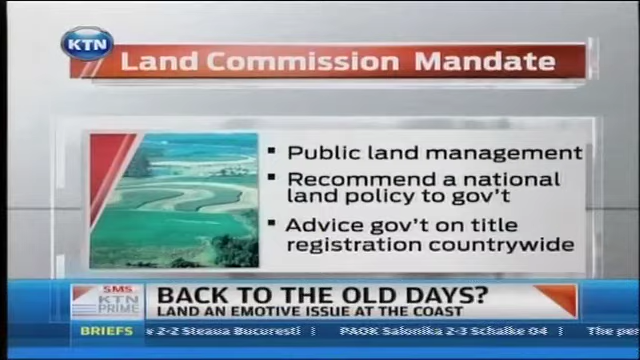 KTN
Land Commission Mandate
▪ Public land management
▪ Recommend a national
land policy to gov't
▪ Advice gov't on title
registration countrywide
SMS
KTN
PRIME
BACK TO THE OLD DAYS?
LAND AN EMOTIVE ISSUE AT THE COAST
BRIEFS
2-2 Steaua Bucuresti | PAOK Salonika 2-3 Schalke 04 | The